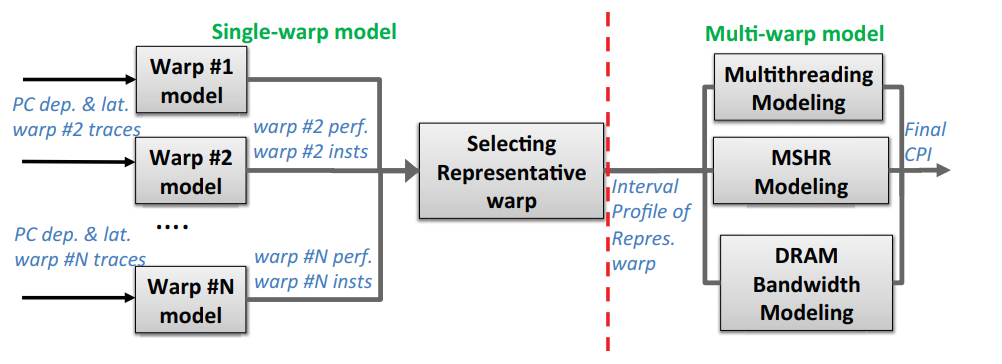 Single-warp model
Multi-warp model
Warp #1
model
PC dep. & lat.
warp #2 traces
warp #2 perf.
warp #2 insts
Warp #2
model
....
PC dep. & lat.
warp #N traces
warp #N perf.
warp #N insts
Warp #N
model
Selecting
Representative
warp
Interval
Profile of
Repres.
warp
Multithreading
Modeling
MSHR
Modeling
DRAM
Bandwidth
Modeling
Final
CPI